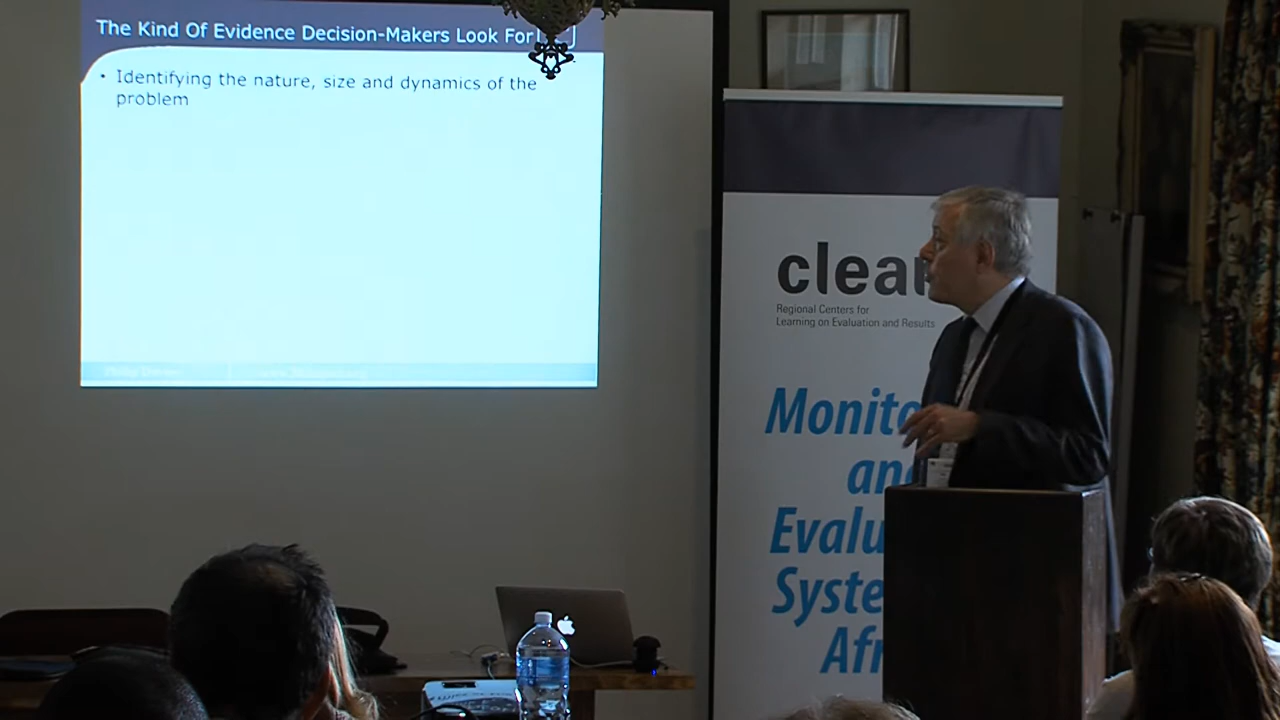 The Kind Of Evidence Decision-Makers Look For
• Identifying the nature, size and dynamics of the
problem
clear
Regional Centers for
Learning on Evaluation and Results
Monito
and
Evalu
Syste
Afr